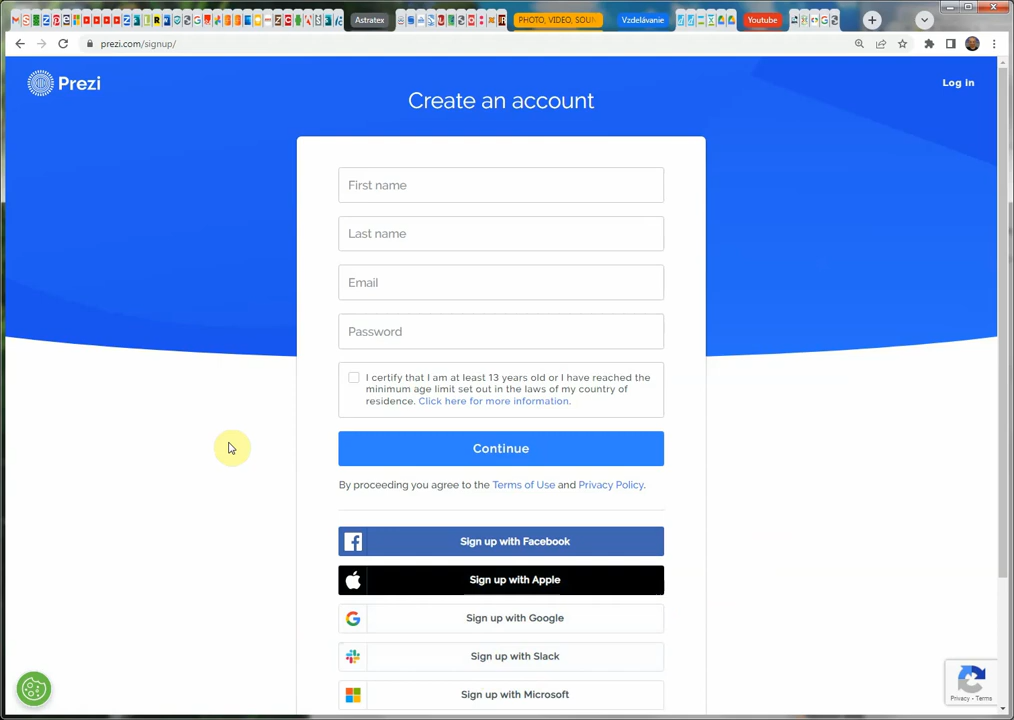 Astratex
PHOTO, VIDEO, SOUN
Vzdelávanie
Youtube
prezi.com/signup/
Prezi
Log in
Create an account
First name
Last name
Email
Password
I certify that I am at least 13 years old or I have reached the
minimum age limit set out in the laws of my country of
residence. Click here for more information.
Continue
By proceeding you agree to the Terms of Use and Privacy Policy.
Sign up with Facebook
Sign up with Apple
Sign up with Google
Sign up with Slack
Sign up with Microsoft
Privacy - Terms